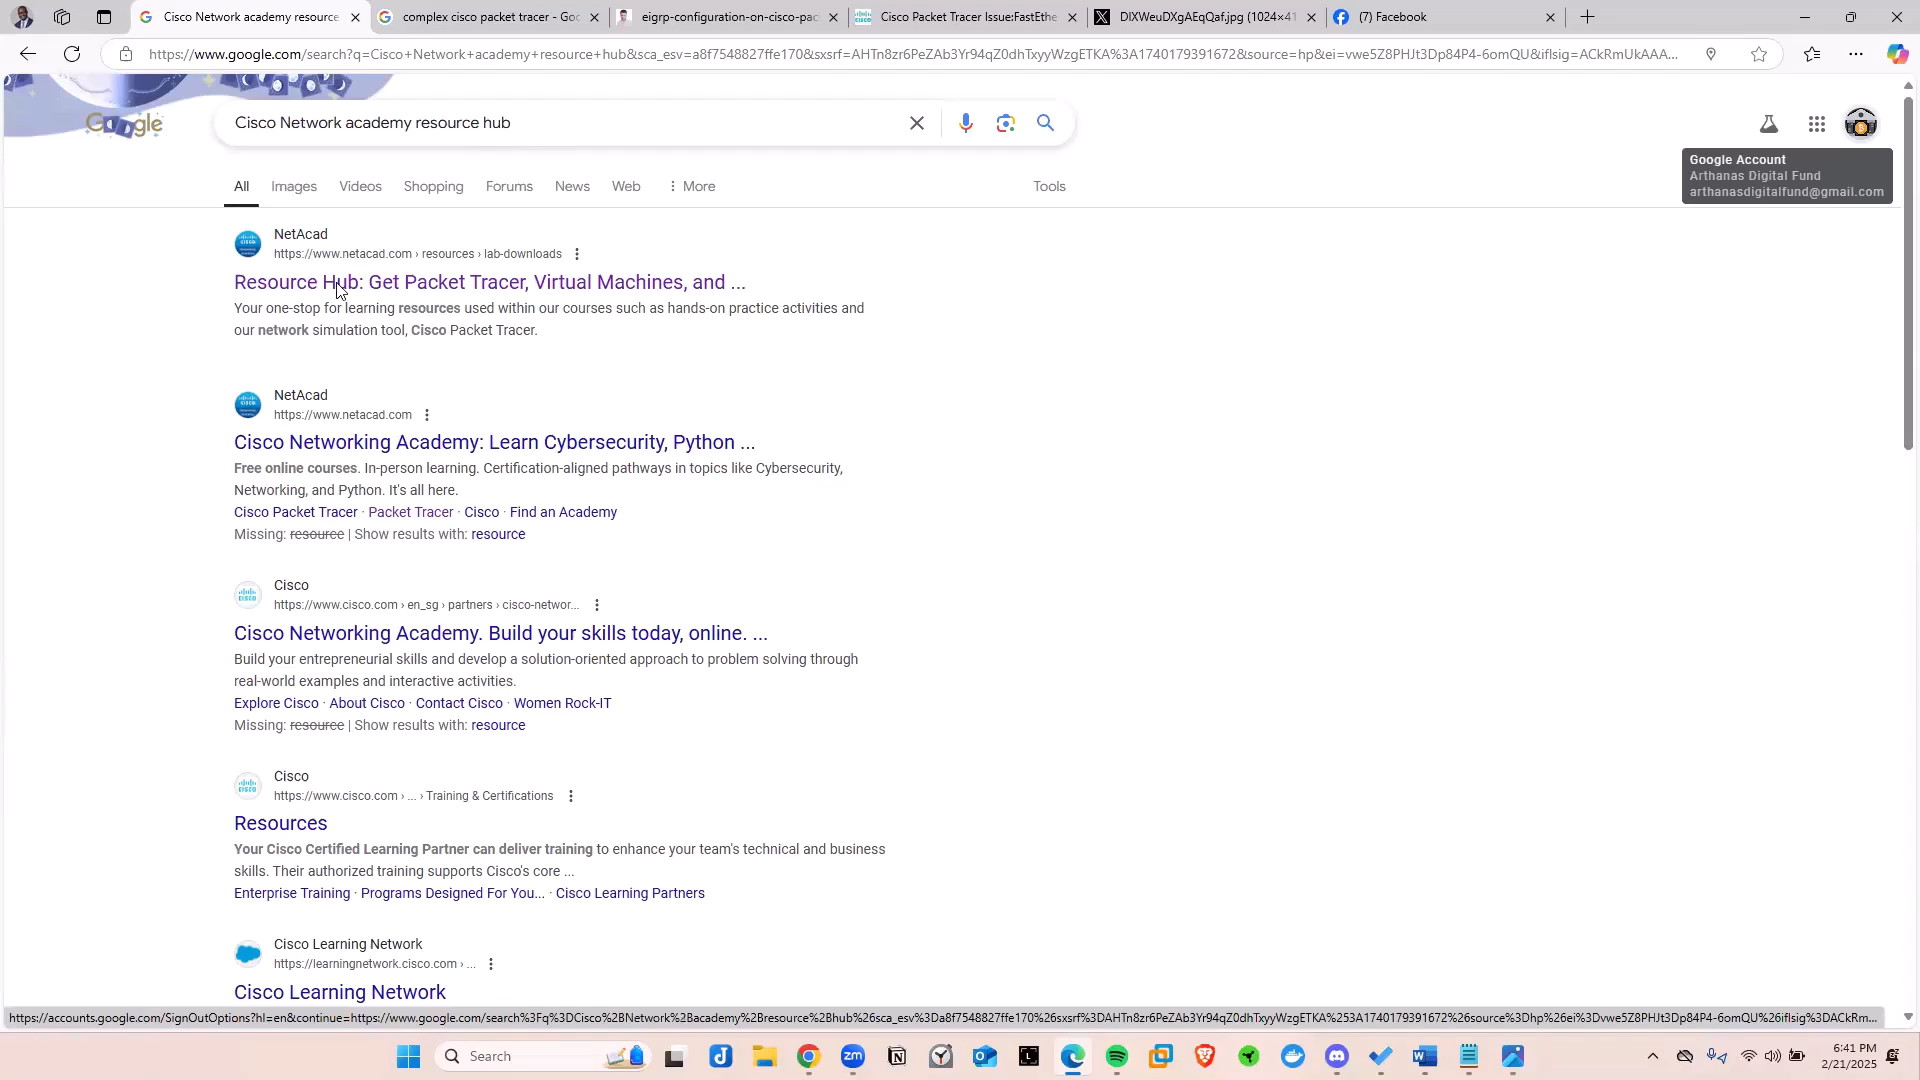 Cisco Network academy resource
complex cisco packet tracer - Goo
eigrp-configuration-on-cisco-pac
Cisco Packet Tracer Issue:FastEthe
DIXWeuDXgAEqQaf.jpg (1024×41
(7) Facebook
https://www.google.com/search?q=Cisco+Network+academy+resource+hub&sca_esv=a8f7548827ffe170&sxsrf=AHTn8zr6PeZAb3Yr94qZ0dhTxyyWzgETKA%3A1740179391672&source=hp&ei=vwe5Z8PHJt3Dp84P4-6omQU&iflsig=ACkRmUkAAA...
Google
Cisco Network academy resource hub
All
Images
Videos
Shopping
Forums
News
Web
More
Tools
Google Account
Arthanas Digital Fund
arthanasdigitalfund@gmail.com
NetAcad
https://www.netacad.com › resources › lab-downloads
Resource Hub: Get Packet Tracer, Virtual Machines, and ...
Your one-stop for learning resources used within our courses such as hands-on practice activities and
our network simulation tool, Cisco Packet Tracer.
NetAcad
https://www.netacad.com
Cisco Networking Academy: Learn Cybersecurity, Python ...
Free online courses. In-person learning. Certification-aligned pathways in topics like Cybersecurity,
Networking, and Python. It's all here.
Cisco Packet Tracer · Packet Tracer · Cisco · Find an Academy
Missing: resource | Show results with: resource
Cisco
https://www.cisco.com › en_sg › partners › cisco-networ...
Cisco Networking Academy. Build your skills today, online. ...
Build your entrepreneurial skills and develop a solution-oriented approach to problem solving through
real-world examples and interactive activities.
Explore Cisco · About Cisco · Contact Cisco · Women Rock-IT
Missing: resource | Show results with: resource
Cisco
https://www.cisco.com › ... › Training & Certifications
Resources
Your Cisco Certified Learning Partner can deliver training to enhance your team's technical and business
skills. Their authorized training supports Cisco's core ...
Enterprise Training · Programs Designed For You... · Cisco Learning Partners
Cisco Learning Network
https://learningnetwork.cisco.com › ...
Cisco Learning Network
https://accounts.google.com/SignOutOptions?hl=en&continue=https://www.google.com/search%3Fq%3DCisco%2BNetwork%2Bacademy%2Bresource%2Bhub%26sca_esv%3Da8f7548827ffe170%26sxsrf%3DAHTn8zr6PeZAb3Yr94qZ0dhTxyyWzgETKA%253A1740179391672%26source%3Dhp%26ei%3Dvwe5Z8PHJt3Dp84P4-6omQU%26iflsig%3DACkRm...
Search
zm
6:41 PM
2/21/2025